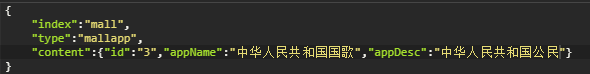 {
"index":"mall",
"type":"mallapp",
"content":{"id":"3","appName":"中华人民共和国国歌","appDesc":"中华人民共和国公民"}
}